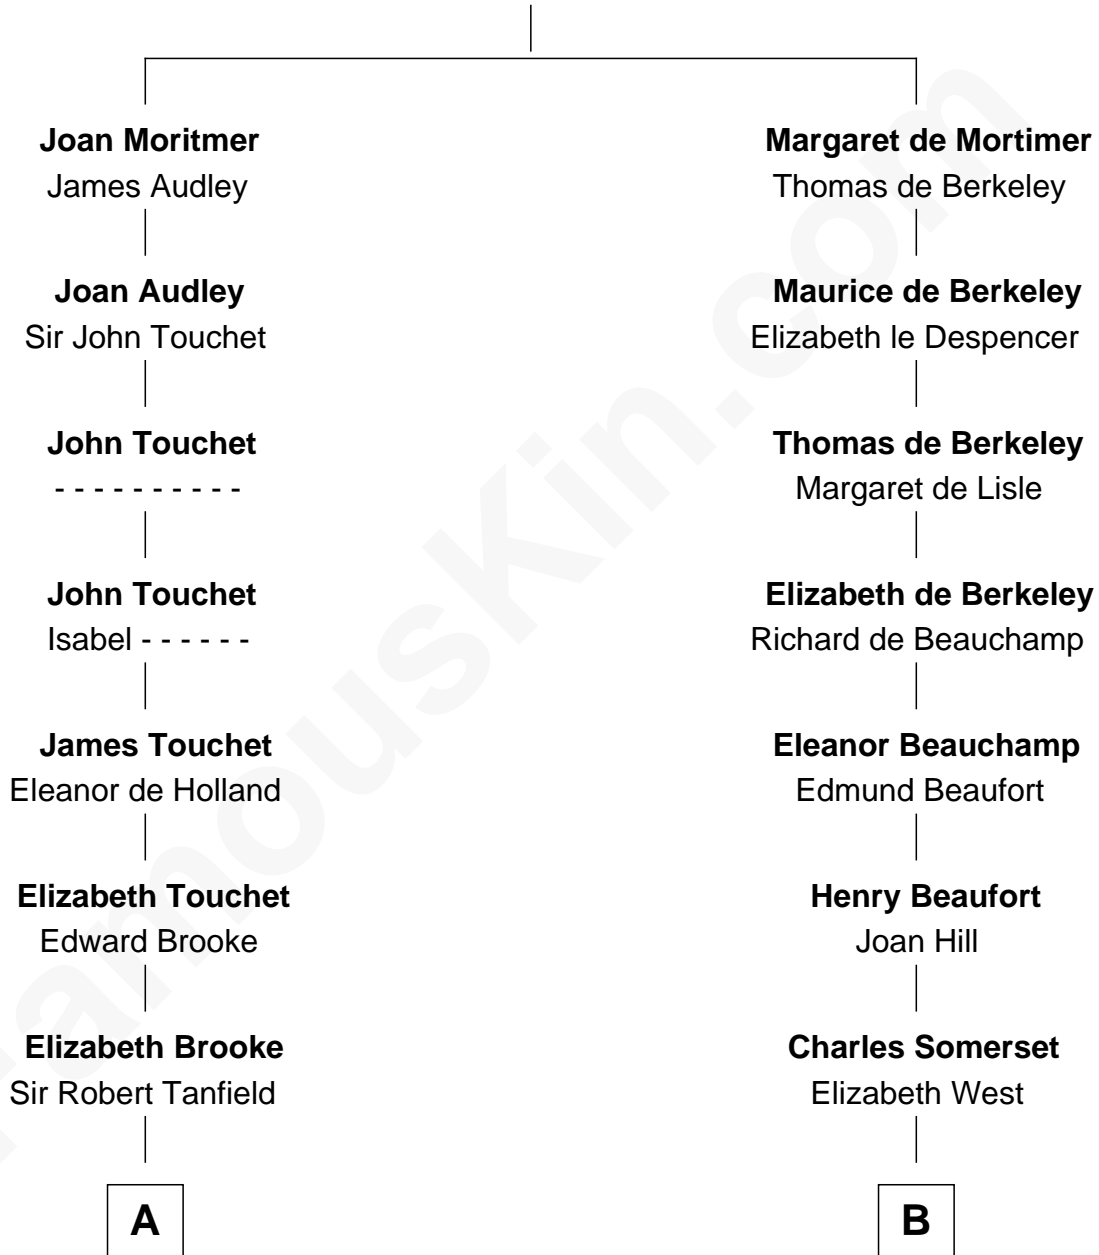 Joan Moritmer
James Audley
Joan Audley
Sir John Touchet
John Touchet
- - - - - - - - - -
John Touchet
Isabel - - - - - -
James Touchet
Eleanor de Holland
Elizabeth Touchet
Edward Brooke
Elizabeth Brooke
Sir Robert Tanfield
A
Margaret de Mortimer
Thomas de Berkeley
Maurice de Berkeley
Elizabeth le Despencer
Thomas de Berkeley
Margaret de Lisle
Elizabeth de Berkeley
Richard de Beauchamp
Eleanor Beauchamp
Edmund Beaufort
Henry Beaufort
Joan Hill
Charles Somerset
Elizabeth West
B
FamousKin.com